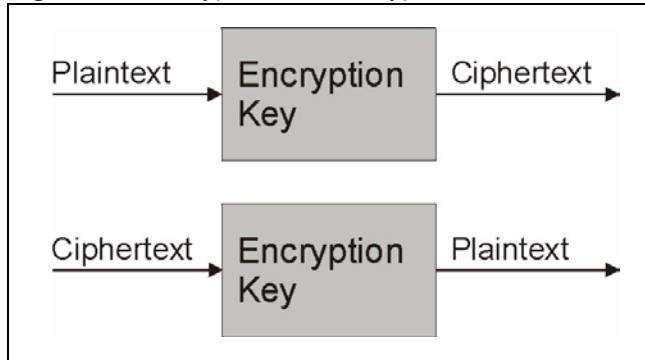 Plaintext
Encryption
Key
Ciphertext
Ciphertext
Encryption
Key
Plaintext